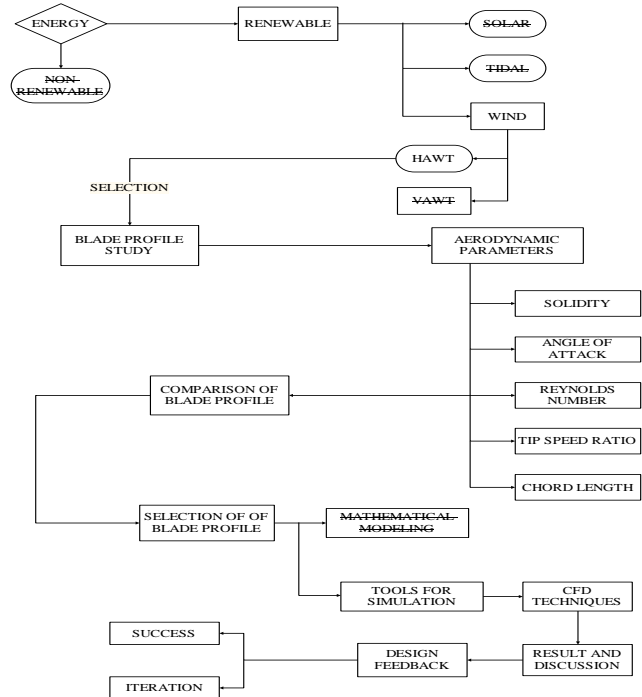 ENERGY
RENEWABLE
SOLAR
NON
RENEWABLE
TIDAL
WIND
HAWT
SELECTION
VAWT
BLADE PROFILE
STUDY
AERODYNAMIC
PARAMETERS
SOLIDITY
ANGLE OF
ATTACK
COMPARISON OF
BLADE PROFILE
REYNOLDS
NUMBER
TIP SPEED RATIO
CHORD LENGTH
SELECTION OF OF
BLADE PROFILE
MATHEMATICAL
MODELING
TOOLS FOR
SIMULATION
CFD
TECHNIQUES
SUCCESS
DESIGN
FEEDBACK
RESULT AND
DISCUSSION
ITERATION